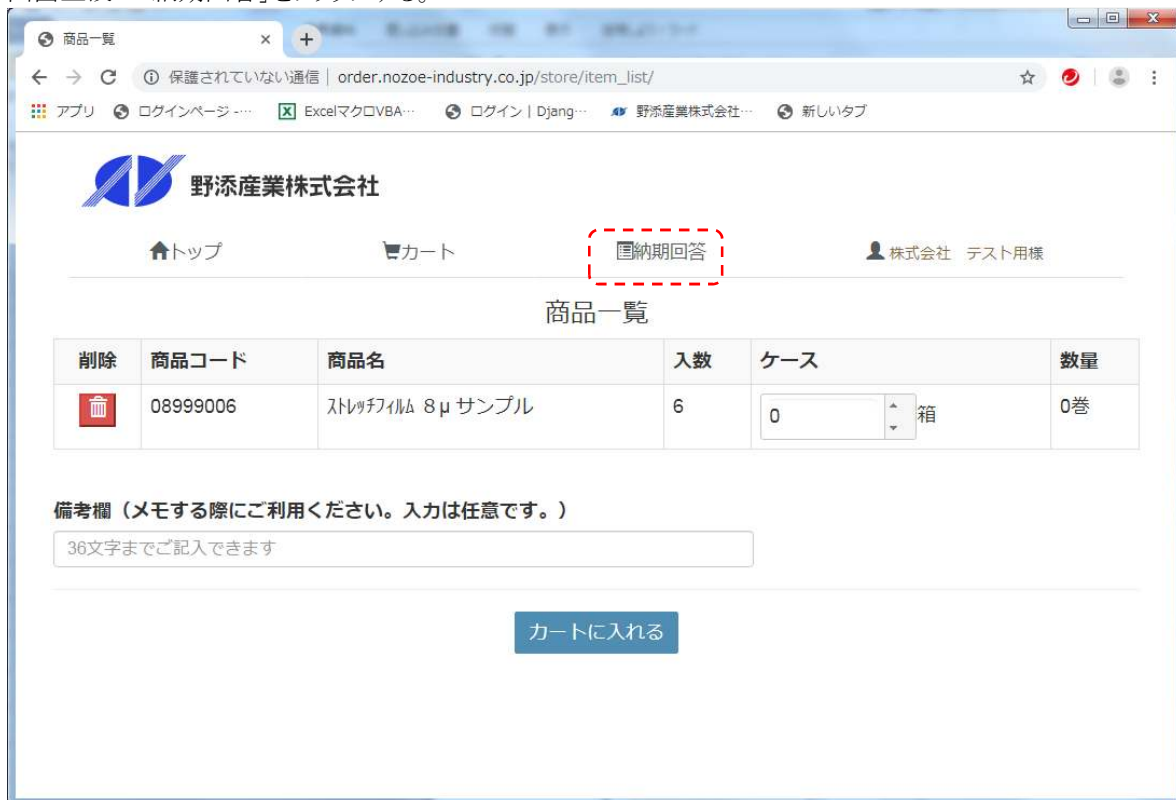 商品一覧
保護されていない通信 | order.nozoe-industry.co.jp/store/item_list/
アプリ ログインページ -… ExcelマクロVBA… ログイン | Djang… 野添産業株式会社… 新しいタブ
野添産業株式会社
トップ カート 納期回答 株式会社 テスト用様
商品一覧
削除 商品コード 商品名 入数 ケース 数量
08999006 ｽﾄﾚｯﾁﾌｨﾙﾑ 8μサンプル 6 0 箱 0巻
備考欄（メモする際にご利用ください。入力は任意です。）
36文字までご記入できます
カートに入れる